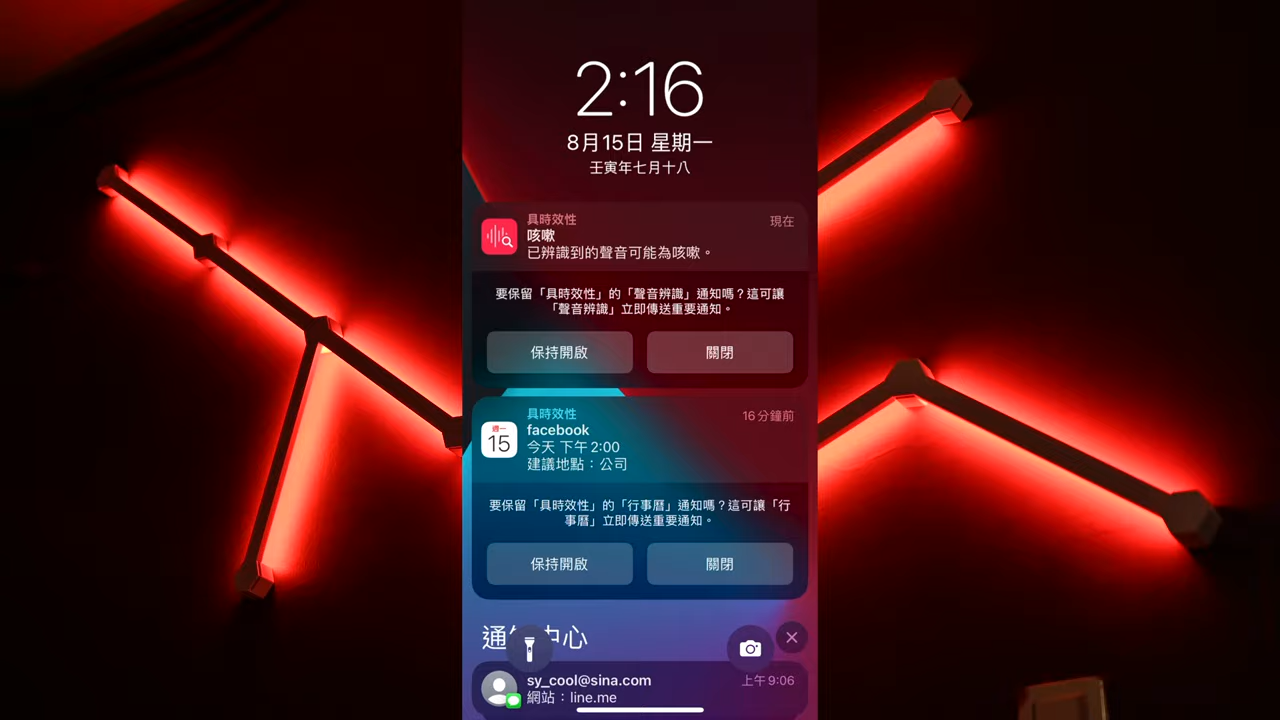 2:16
8月15日 星期一
壬寅年七月十八
具時效性
現在
咳嗽
已辨識到的聲音可能為咳嗽。
要保留「具時效性」的「聲音辨識」通知嗎？這可讓
「聲音辨識」立即傳送重要通知。
保持開啟
關閉
具時效性
16分鐘前
週一
15
facebook
今天 下午2:00
建議地點：公司
要保留「具時效性」的「行事曆」通知嗎？這可讓「行
事曆」立即傳送重要通知。
保持開啟
關閉
通知中心
sy_cool@sina.com
上午9:06
網站：line.me